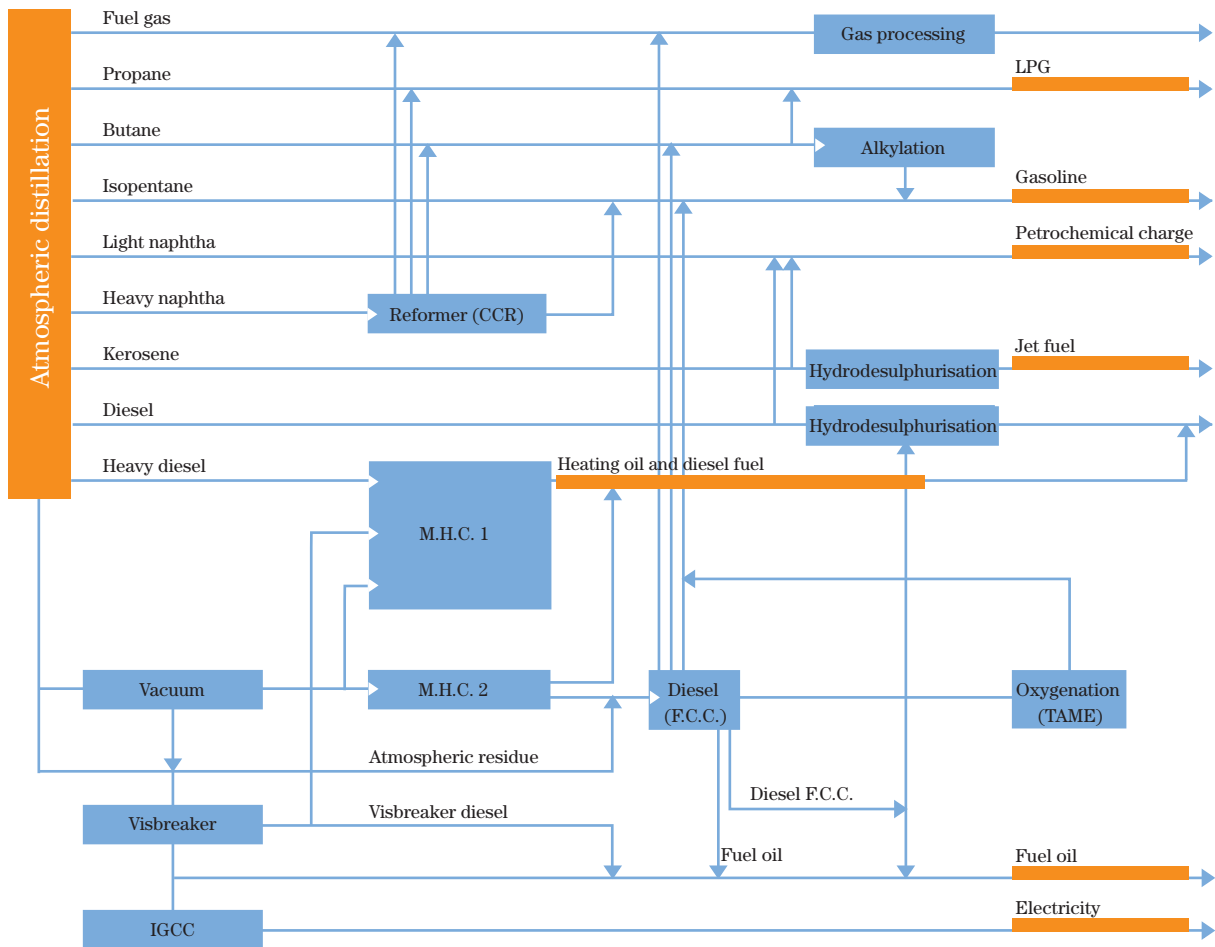 Atmospheric distillation
Fuel gas
Gas processing
Propane
LPG
Butane
Alkylation
Isopentane
Gasoline
Light naphtha
Petrochemical charge
Heavy naphtha
Reformer (CCR)
Kerosene
Hydrodesulphurisation
Jet fuel
Diesel
Hydrodesulphurisation
Heavy diesel
Heating oil and diesel fuel
M.H.C. 1
Vacuum
M.H.C. 2
Diesel
(F.C.C.)
Oxygenation
(TAME)
Atmospheric residue
Diesel F.C.C.
Visbreaker
Visbreaker diesel
Fuel oil
Fuel oil
Electricity
IGCC